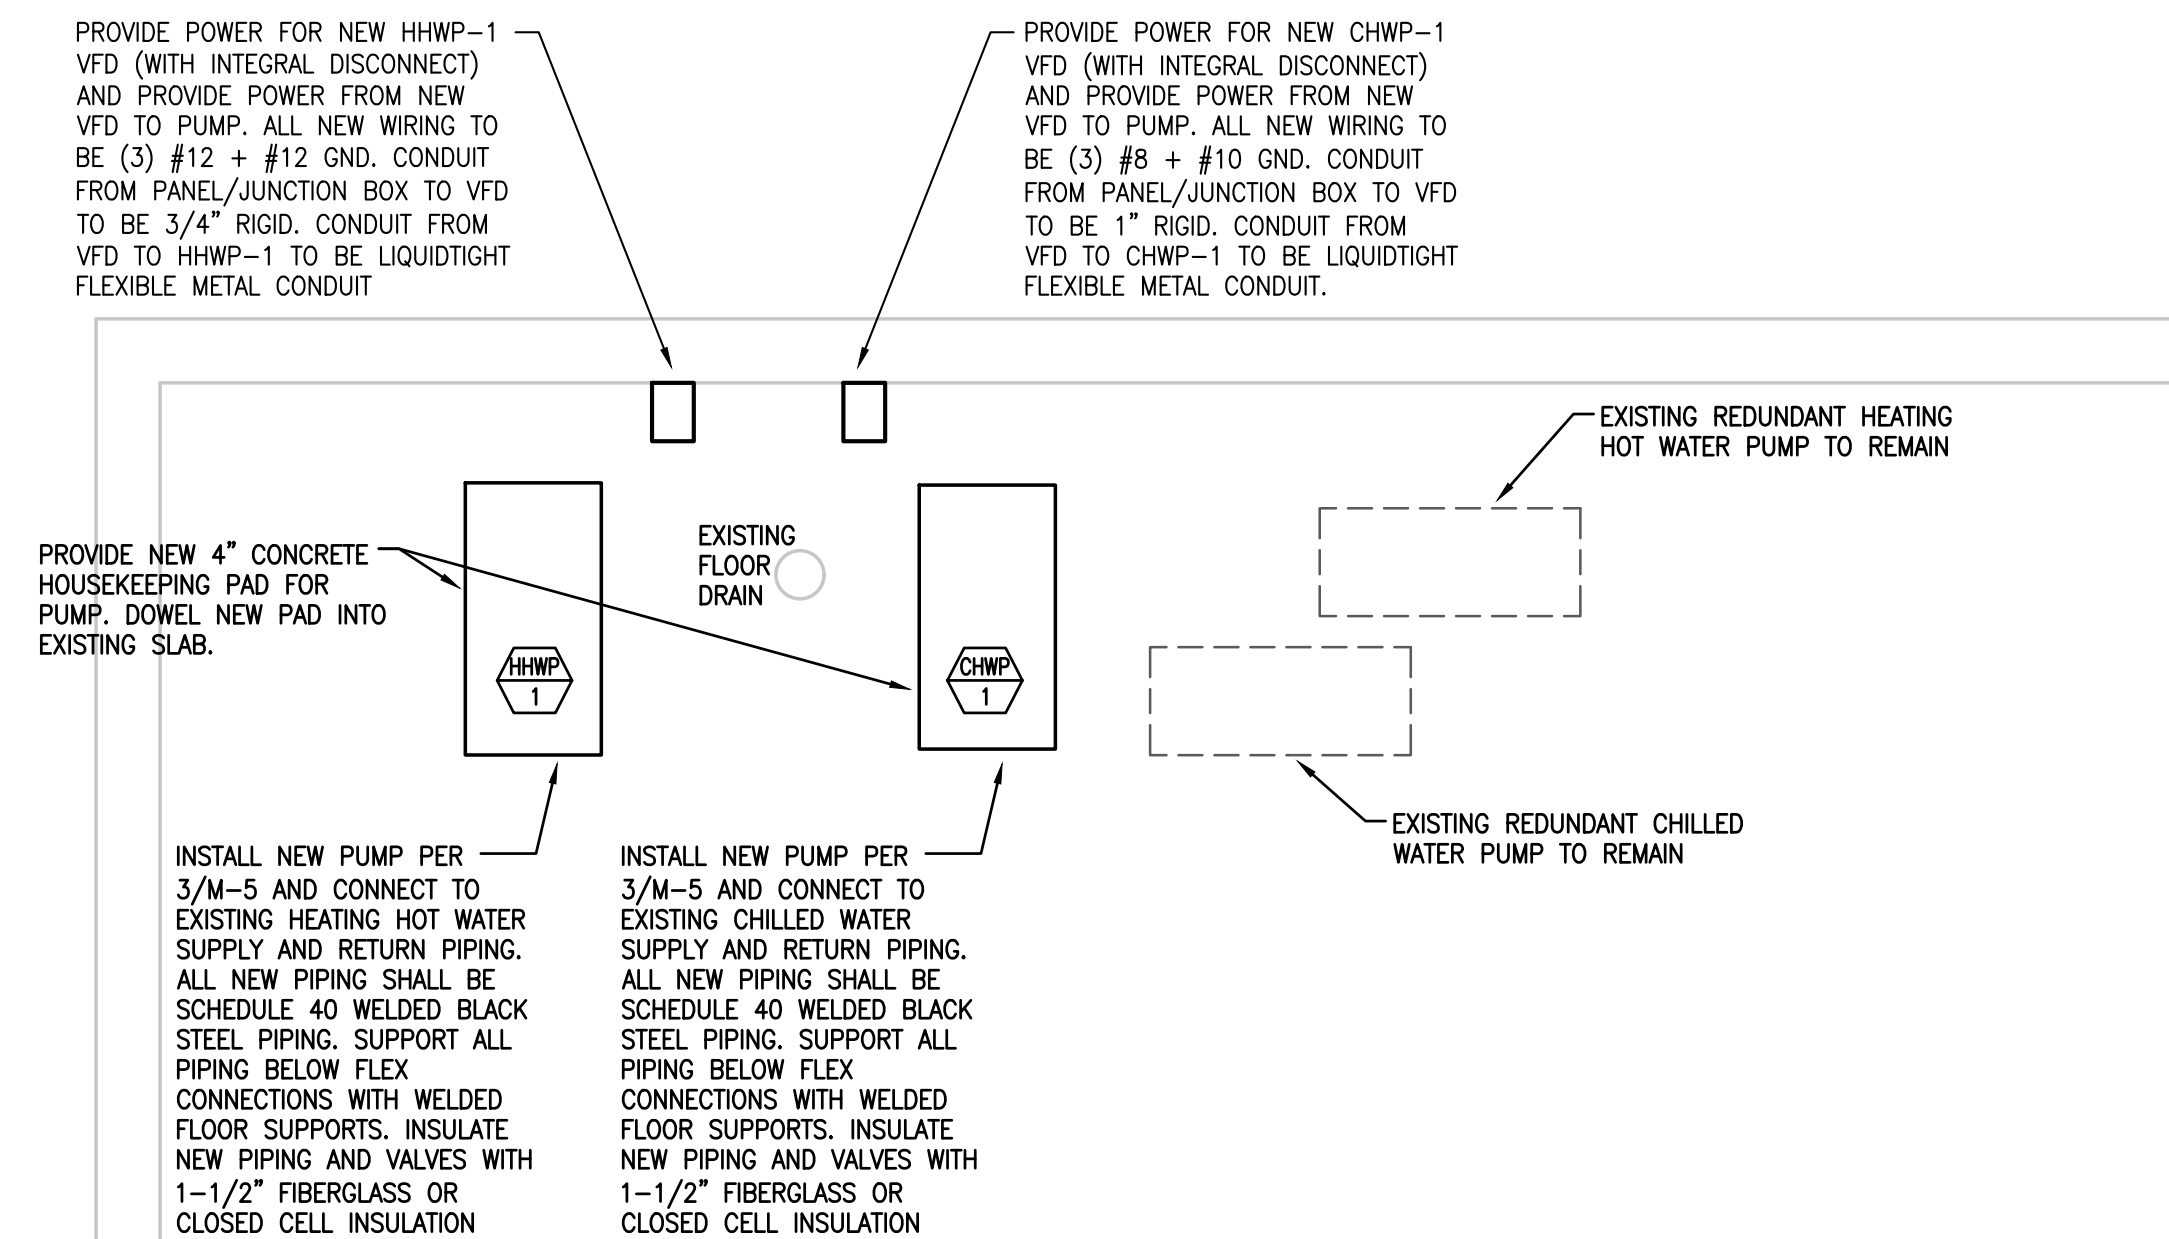 PROVIDE POWER FOR NEW HHWP-1
VFD (WITH INTEGRAL DISCONNECT)
AND PROVIDE POWER FROM NEW
VFD TO PUMP. ALL NEW WIRING TO
BE (3) #12 + #12 GND. CONDUIT
FROM PANEL/JUNCTION BOX TO VFD
TO BE 3/4" RIGID. CONDUIT FROM
VFD TO HHWP-1 TO BE LIQUIDTIGHT
FLEXIBLE METAL CONDUIT
PROVIDE POWER FOR NEW CHWP-1
VFD (WITH INTEGRAL DISCONNECT)
AND PROVIDE POWER FROM NEW
VFD TO PUMP. ALL NEW WIRING TO
BE (3) #8 + #10 GND. CONDUIT
FROM PANEL/JUNCTION BOX TO VFD
TO BE 1" RIGID. CONDUIT FROM
VFD TO CHWP-1 TO BE LIQUIDTIGHT
FLEXIBLE METAL CONDUIT.
EXISTING REDUNDANT HEATING
HOT WATER PUMP TO REMAIN
PROVIDE NEW 4" CONCRETE
HOUSEKEEPING PAD FOR
PUMP. DOWEL NEW PAD INTO
EXISTING SLAB.
EXISTING
FLOOR
DRAIN
HHWP
1
CHWP
1
EXISTING REDUNDANT CHILLED
WATER PUMP TO REMAIN
INSTALL NEW PUMP PER
3/M-5 AND CONNECT TO
EXISTING HEATING HOT WATER
SUPPLY AND RETURN PIPING.
ALL NEW PIPING SHALL BE
SCHEDULE 40 WELDED BLACK
STEEL PIPING. SUPPORT ALL
PIPING BELOW FLEX
CONNECTIONS WITH WELDED
FLOOR SUPPORTS. INSULATE
NEW PIPING AND VALVES WITH
1-1/2" FIBERGLASS OR
CLOSED CELL INSULATION
INSTALL NEW PUMP PER
3/M-5 AND CONNECT TO
EXISTING CHILLED WATER
SUPPLY AND RETURN PIPING.
ALL NEW PIPING SHALL BE
SCHEDULE 40 WELDED BLACK
STEEL PIPING. SUPPORT ALL
PIPING BELOW FLEX
CONNECTIONS WITH WELDED
FLOOR SUPPORTS. INSULATE
NEW PIPING AND VALVES WITH
1-1/2" FIBERGLASS OR
CLOSED CELL INSULATION